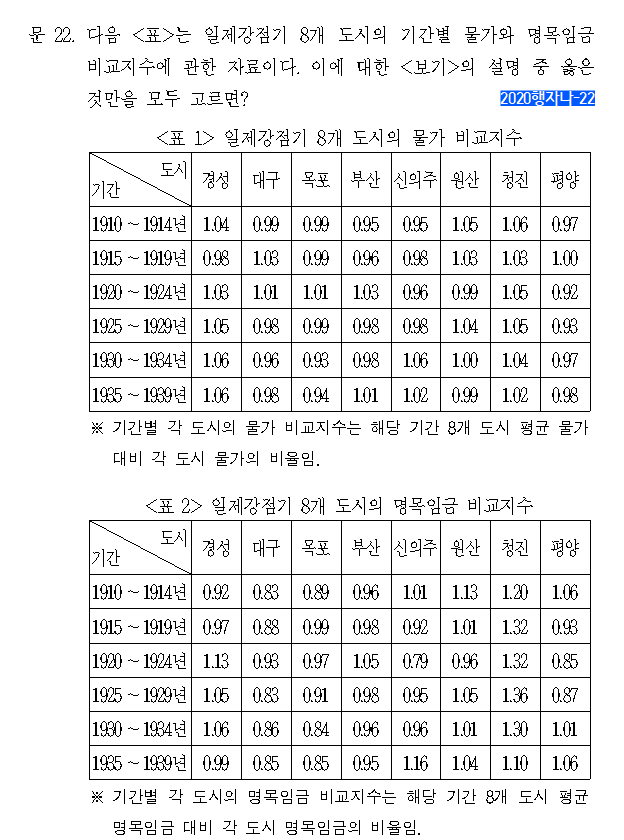 문 22. 다음 <표>는 일제강점기 8개 도시의 기간별 물가와 명목임금
비교지수에 관한 자료이다. 이에 대한 <보기>의 설명 중 옳은
것만을 모두 고르면?
2020행자나-22
<표 1> 일제강점기 8개 도시의 물가 비교지수
기간 도시 경성 대구 목포 부산 신의주 원산 청진 평양
1910 ~ 1914년 1.04 0.99 0.99 0.95 0.95 1.05 1.06 0.97
1915 ~ 1919년 0.98 1.03 0.99 0.96 0.98 1.03 1.03 1.00
1920 ~ 1924년 1.03 1.01 1.01 1.03 0.96 0.99 1.05 0.92
1925 ~ 1929년 1.05 0.98 0.99 0.98 0.98 1.04 1.05 0.93
1930 ~ 1934년 1.06 0.96 0.93 0.98 1.06 1.00 1.04 0.97
1935 ~ 1939년 1.06 0.98 0.94 1.01 1.02 0.99 1.02 0.98
※ 기간별 각 도시의 물가 비교지수는 해당 기간 8개 도시 평균 물가
대비 각 도시 물가의 비율임.
<표 2> 일제강점기 8개 도시의 명목임금 비교지수
기간 도시 경성 대구 목포 부산 신의주 원산 청진 평양
1910 ~ 1914년 0.92 0.83 0.89 0.96 1.01 1.13 1.20 1.06
1915 ~ 1919년 0.97 0.88 0.99 0.98 0.92 1.01 1.32 0.93
1920 ~ 1924년 1.13 0.93 0.97 1.05 0.79 0.96 1.32 0.85
1925 ~ 1929년 1.05 0.83 0.91 0.98 0.95 1.05 1.36 0.87
1930 ~ 1934년 1.06 0.86 0.84 0.96 0.96 1.01 1.30 1.01
1935 ~ 1939년 0.99 0.85 0.85 0.95 1.16 1.04 1.10 1.06
※ 기간별 각 도시의 명목임금 비교지수는 해당 기간 8개 도시 평균
명목임금 대비 각 도시 명목임금의 비율임.